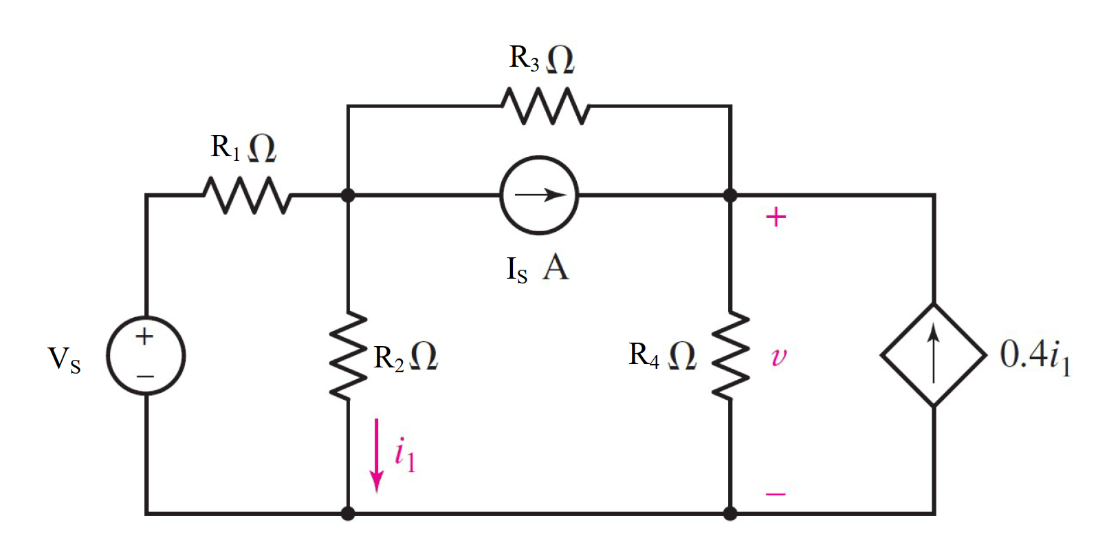 R₃ Ω
R₁ Ω
+
I_S A
+
V_S
−
R₂ Ω
R₄ Ω
v
0.4i₁
i₁
−